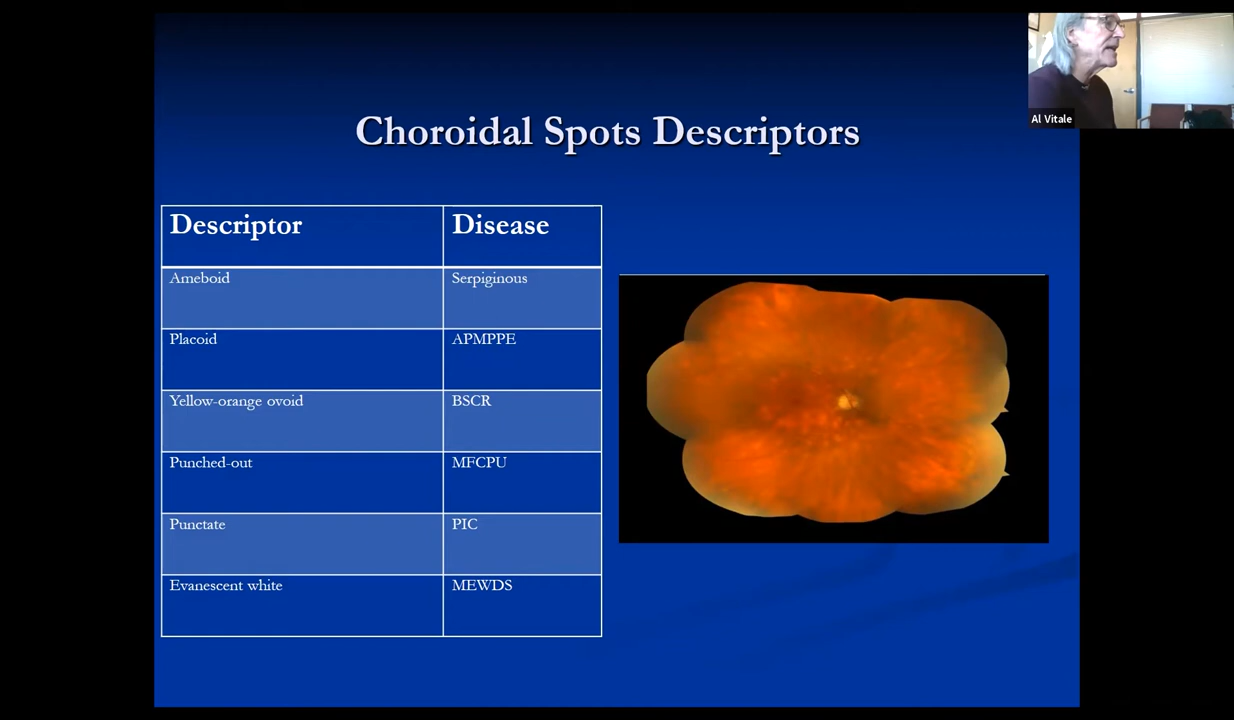 Al Vitale
Choroidal Spots Descriptors
Descriptor Disease
Ameboid Serpiginous
Placoid APMPPE
Yellow-orange ovoid BSCR
Punched-out MFCPU
Punctate PIC
Evanescent white MEWDS